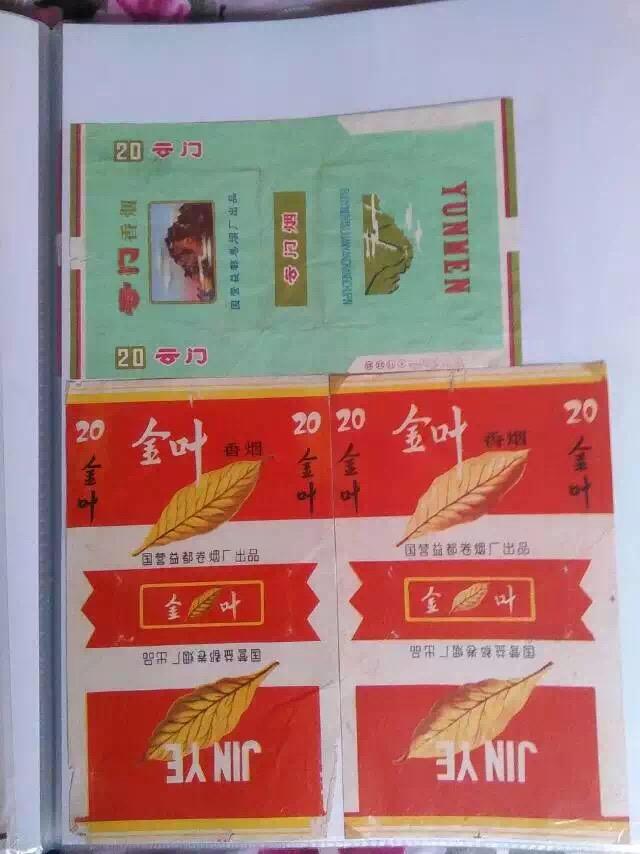 20 云门
云门 香烟
国营益都卷烟厂出品
20 云门
云门烟
YUNMEN
20
金叶
金叶 香烟
20
金叶
国营益都卷烟厂出品
金叶
国营益都卷烟厂出品
JIN YE
20
金叶
金叶 香烟
20
金叶
国营益都卷烟厂出品
金叶
国营益都卷烟厂出品
JIN YE